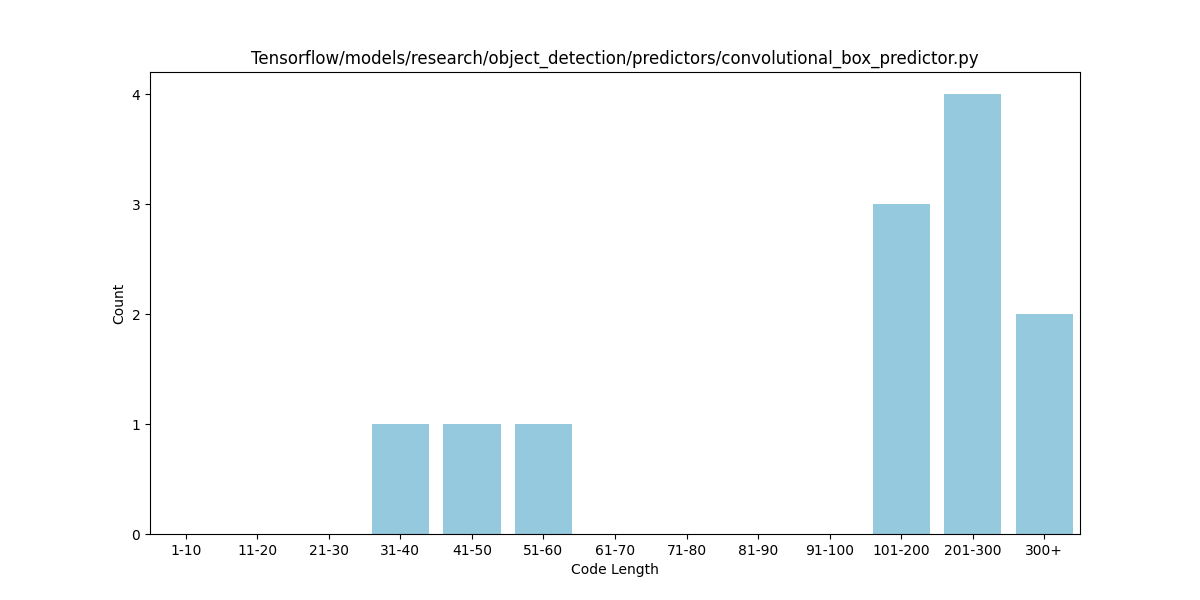 Tensorflow/models/research/object_detection/predictors/convolutional_box_predictor.py
4
3
2
1
0
Count
1-10 11-20 21-30 31-40 41-50 51-60 61-70 71-80 81-90 91-100 101-200 201-300 300+
Code Length